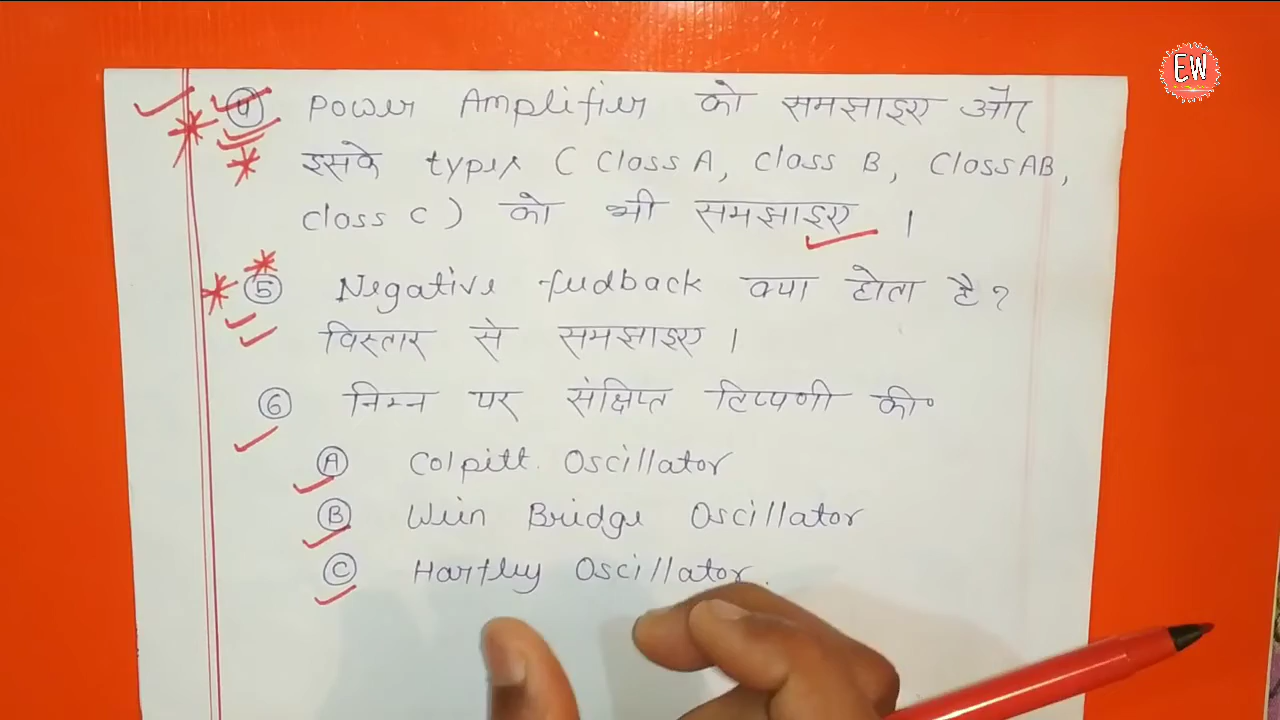 EW
④ Power Amplifier को समझाइए और
इसके types ( Class A, Class B, Class AB,
class C ) को भी समझाइए ।
⑤ Negative feedback क्या होता है?
विस्तार से समझाइए ।
⑥ निम्न पर संक्षिप्त टिप्पणी की॰
Ⓐ Colpitt. Oscillator
Ⓑ Wein Bridge Oscillator
Ⓒ Hartley Oscillator.